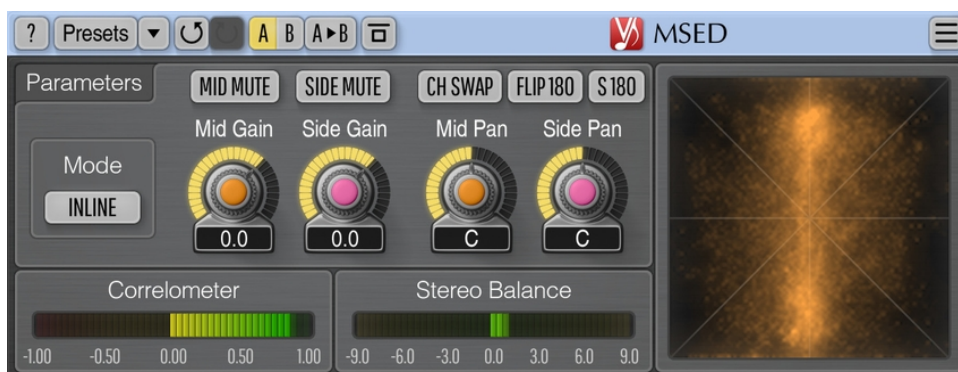 ? Presets A B A▸B MSED
Parameters MID MUTE SIDE MUTE CH SWAP FLIP 180 S 180
Mid Gain Side Gain Mid Pan Side Pan
Mode
INLINE
0.0 0.0 C C
Correlometer Stereo Balance
-1.00 -0.50 0.00 0.50 1.00 -9.0 -6.0 -3.0 0.0 3.0 6.0 9.0